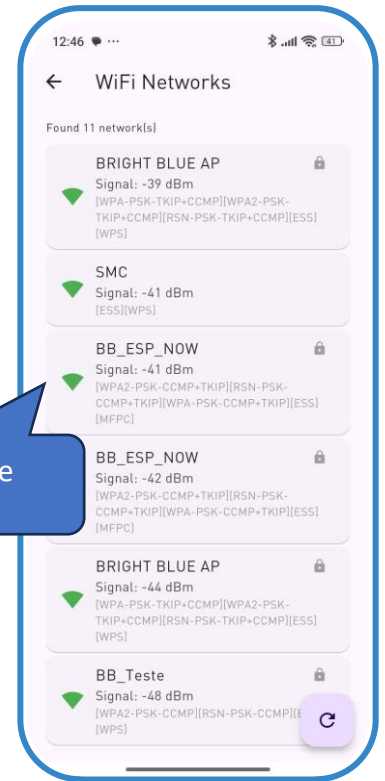 12:46
41
WiFi Networks
Found 11 network(s)
BRIGHT BLUE AP
Signal: -39 dBm
[WPA-PSK-TKIP+CCMP][WPA2-PSK-
TKIP+CCMP][RSN-PSK-TKIP+CCMP][ESS]
[WPS]
SMC
Signal: -41 dBm
[ESS][WPS]
BB_ESP_NOW
Signal: -41 dBm
[WPA2-PSK-CCMP+TKIP][RSN-PSK-
CCMP+TKIP][WPA-PSK-CCMP+TKIP][ESS]
[MFPC]
BB_ESP_NOW
Signal: -42 dBm
[WPA2-PSK-CCMP+TKIP][RSN-PSK-
CCMP+TKIP][WPA-PSK-CCMP+TKIP][ESS]
[MFPC]
BRIGHT BLUE AP
Signal: -44 dBm
[WPA-PSK-TKIP+CCMP][WPA2-PSK-
TKIP+CCMP][RSN-PSK-TKIP+CCMP][ESS]
[WPS]
BB_Teste
Signal: -48 dBm
[WPA2-PSK-CCMP][RSN-PSK-CCMP]
[WPS]